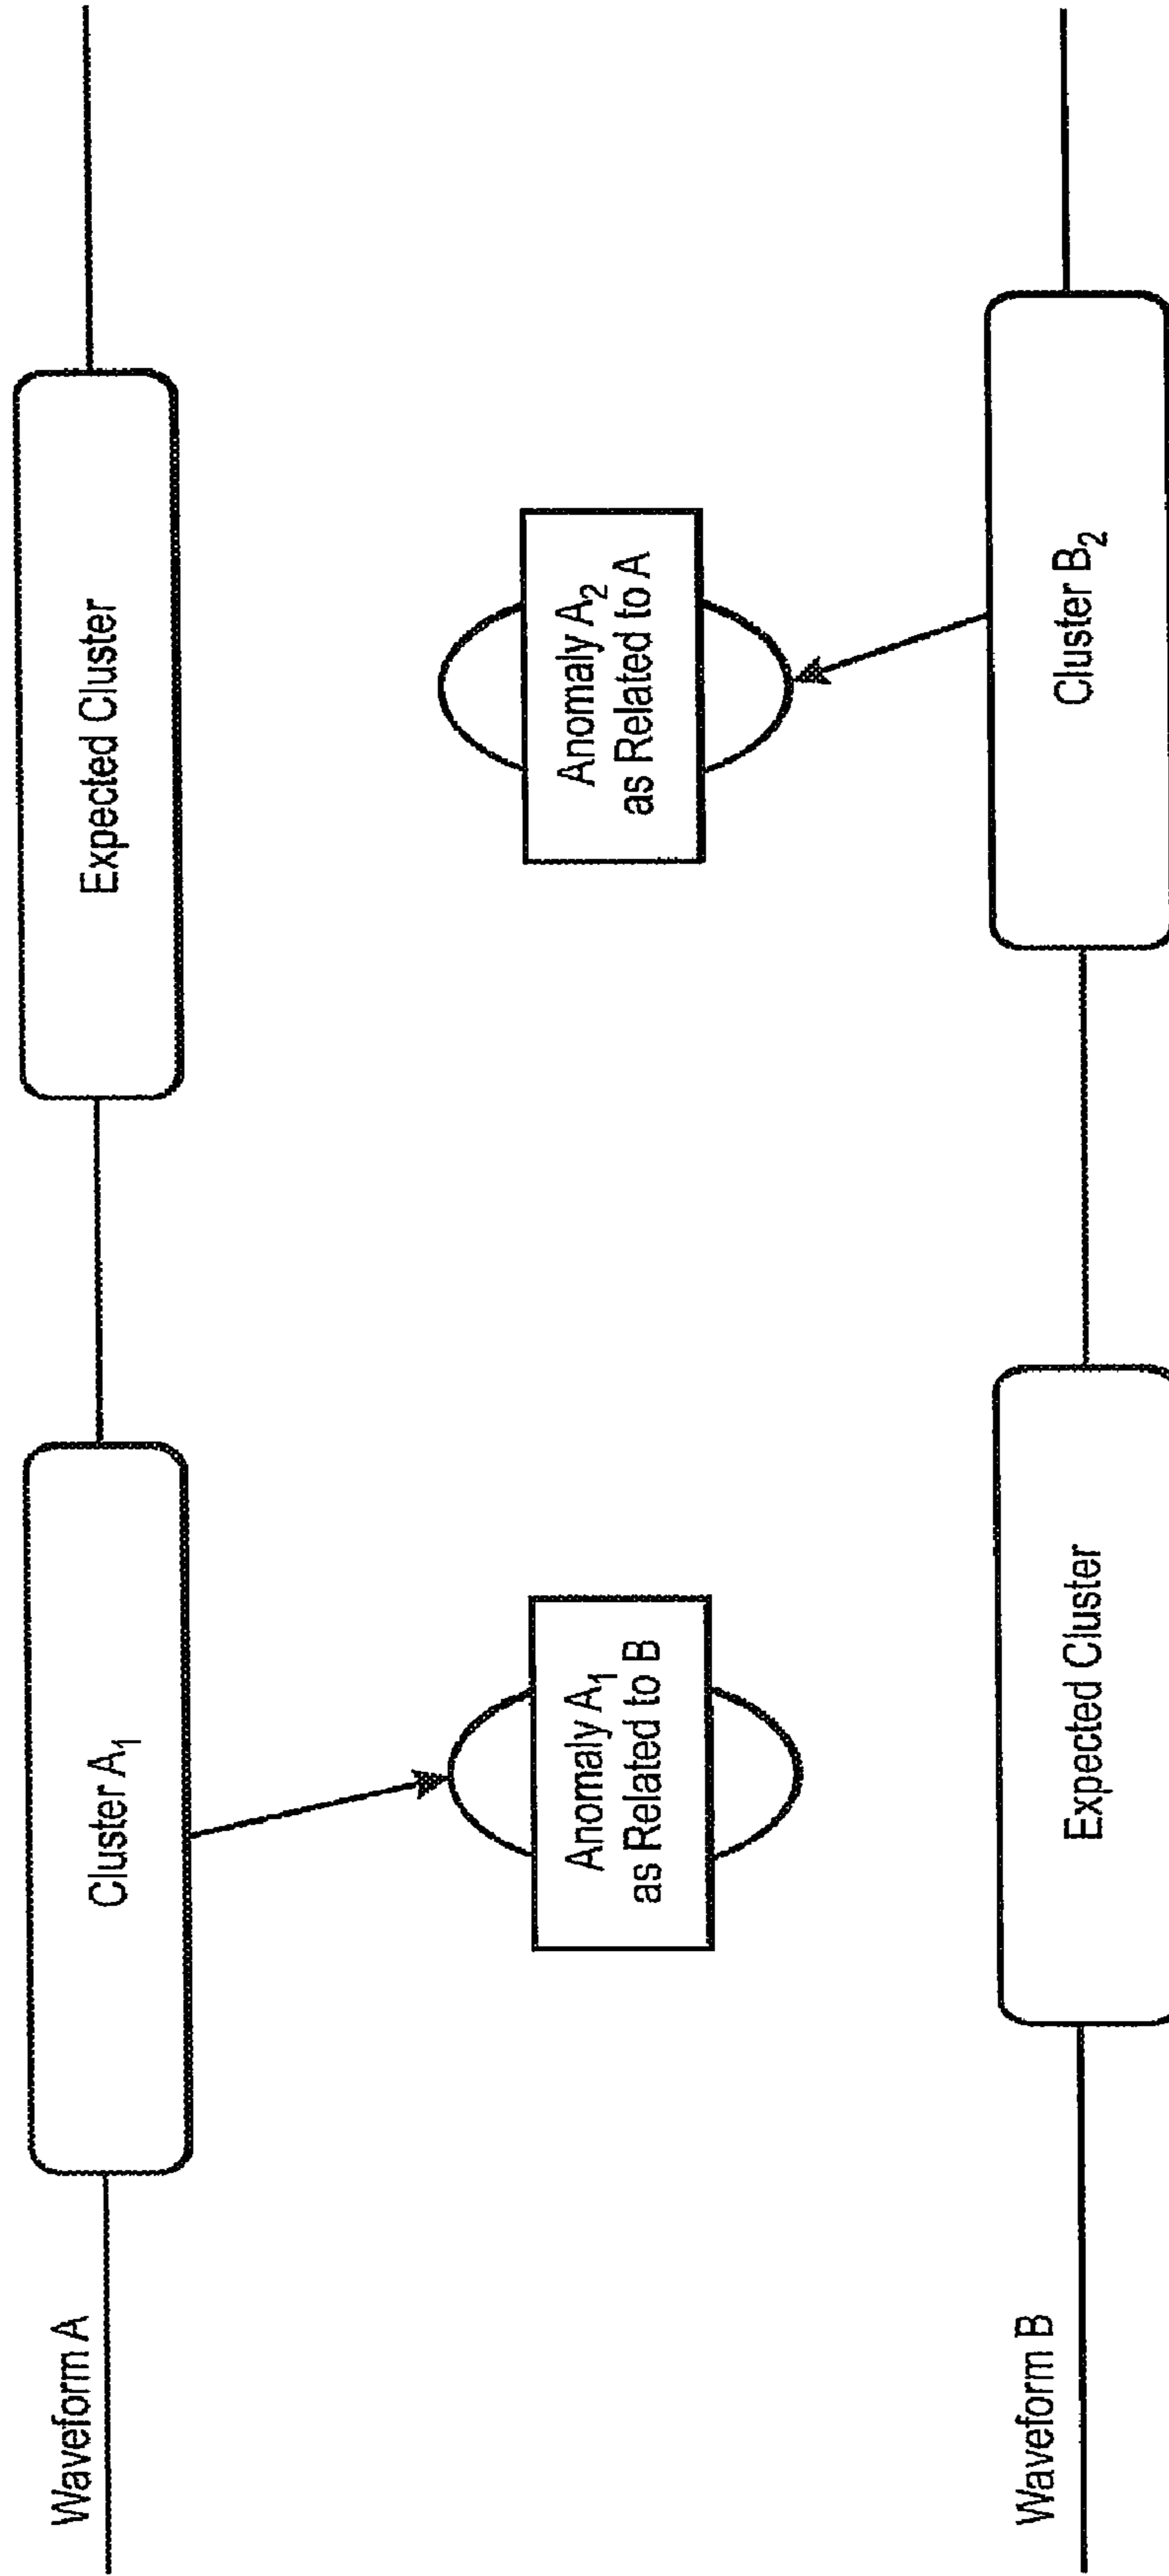 Waveform A
Cluster A₁
Expected Cluster
Anomaly A₁
as Related to B
Anomaly A₂
as Related to A
Waveform B
Expected Cluster
Cluster B₂